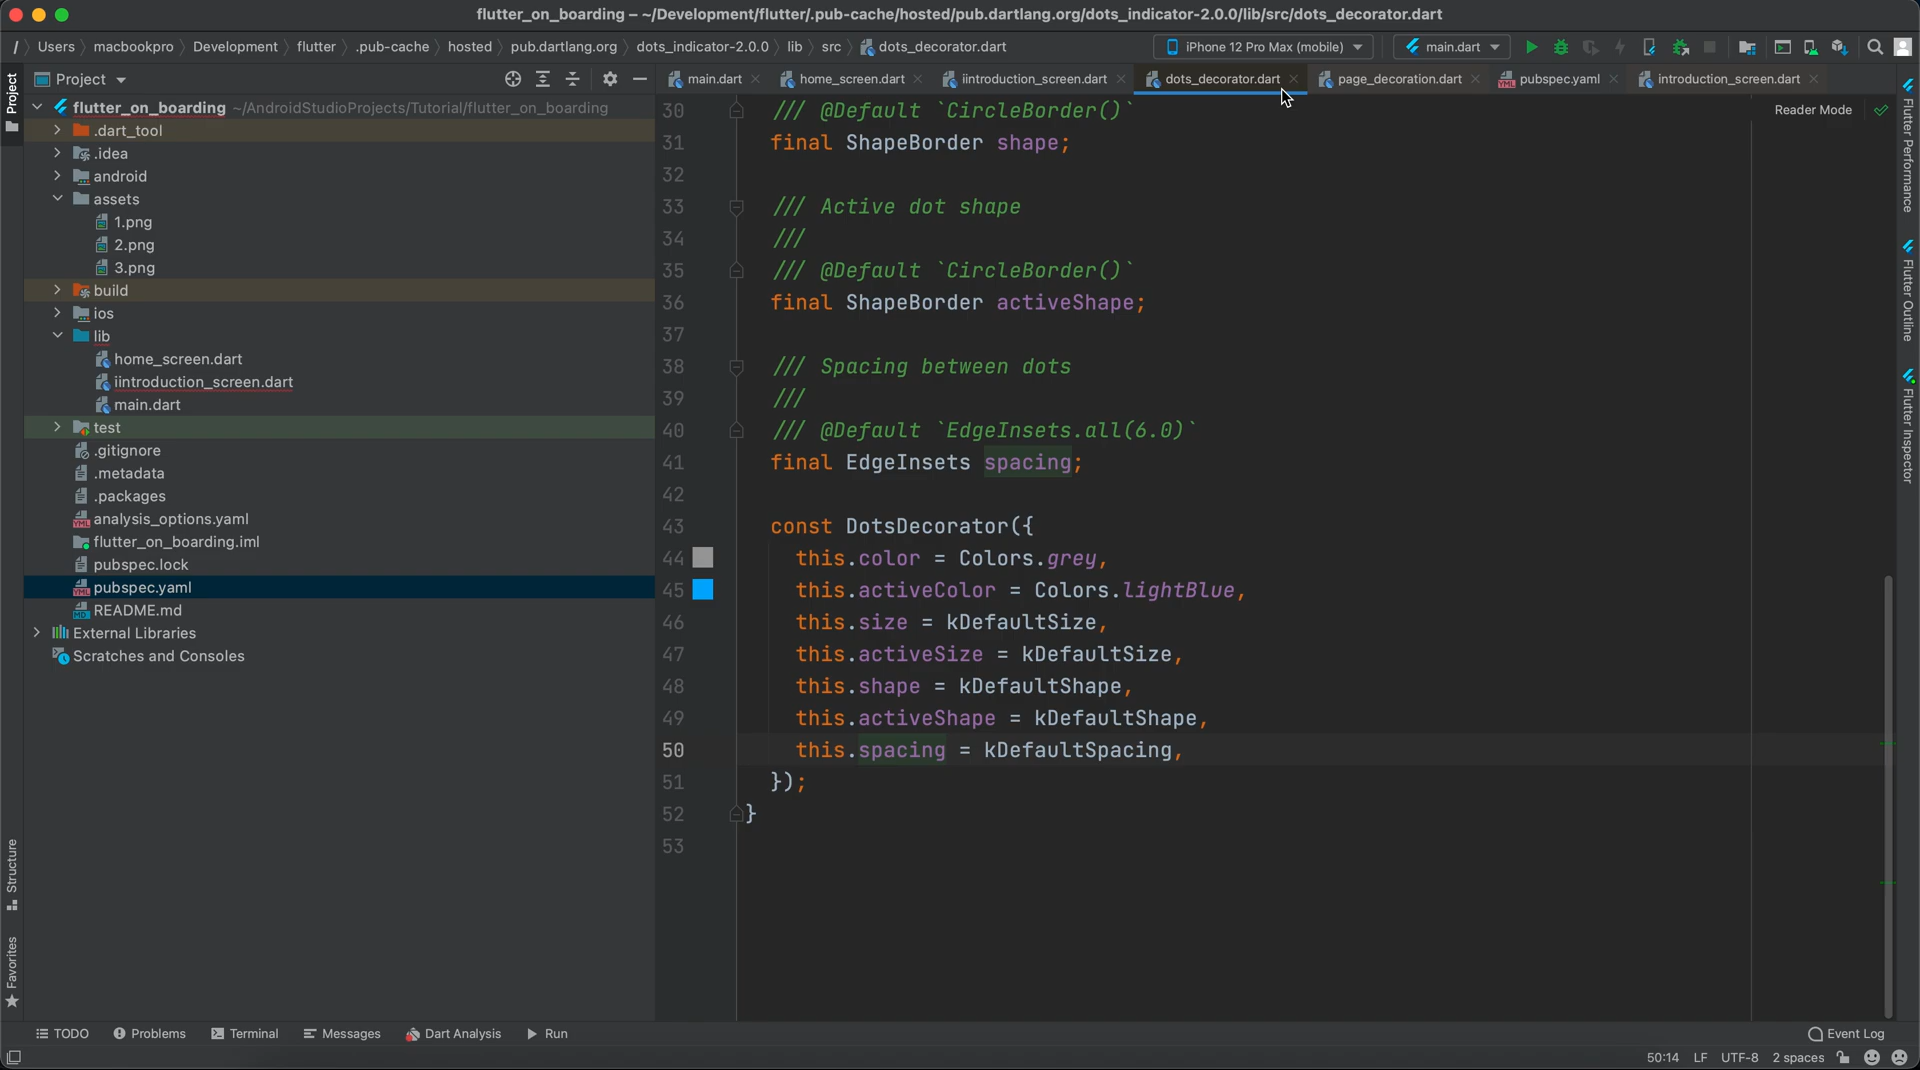 flutter_on_boarding – ~/Development/flutter/.pub-cache/hosted/pub.dartlang.org/dots_indicator-2.0.0/lib/src/dots_decorator.dart
/ Users macbookpro Development flutter .pub-cache hosted pub.dartlang.org dots_indicator-2.0.0 lib src dots_decorator.dart iPhone 12 Pro Max (mobile) main.dart
Project
main.dart home_screen.dart iintroduction_screen.dart dots_decorator.dart page_decoration.dart pubspec.yaml introduction_screen.dart
Project
flutter_on_boarding ~/AndroidStudioProjects/Tutorial/flutter_on_boarding
.dart_tool
.idea
android
assets
1.png
2.png
3.png
build
ios
lib
home_screen.dart
iintroduction_screen.dart
main.dart
test
.gitignore
.metadata
.packages
analysis_options.yaml
flutter_on_boarding.iml
pubspec.lock
pubspec.yaml
README.md
External Libraries
Scratches and Consoles
Structure
Favorites
Reader Mode
30 /// @Default `CircleBorder()`
31 final ShapeBorder shape;
32
33 /// Active dot shape
34 ///
35 /// @Default `CircleBorder()`
36 final ShapeBorder activeShape;
37
38 /// Spacing between dots
39 ///
40 /// @Default `EdgeInsets.all(6.0)`
41 final EdgeInsets spacing;
42
43 const DotsDecorator({
44 this.color = Colors.grey,
45 this.activeColor = Colors.lightBlue,
46 this.size = kDefaultSize,
47 this.activeSize = kDefaultSize,
48 this.shape = kDefaultShape,
49 this.activeShape = kDefaultShape,
50 this.spacing = kDefaultSpacing,
51 });
52 }
53
Flutter Performance
Flutter Outline
Flutter Inspector
TODO Problems Terminal Messages Dart Analysis Run Event Log
50:14 LF UTF-8 2 spaces